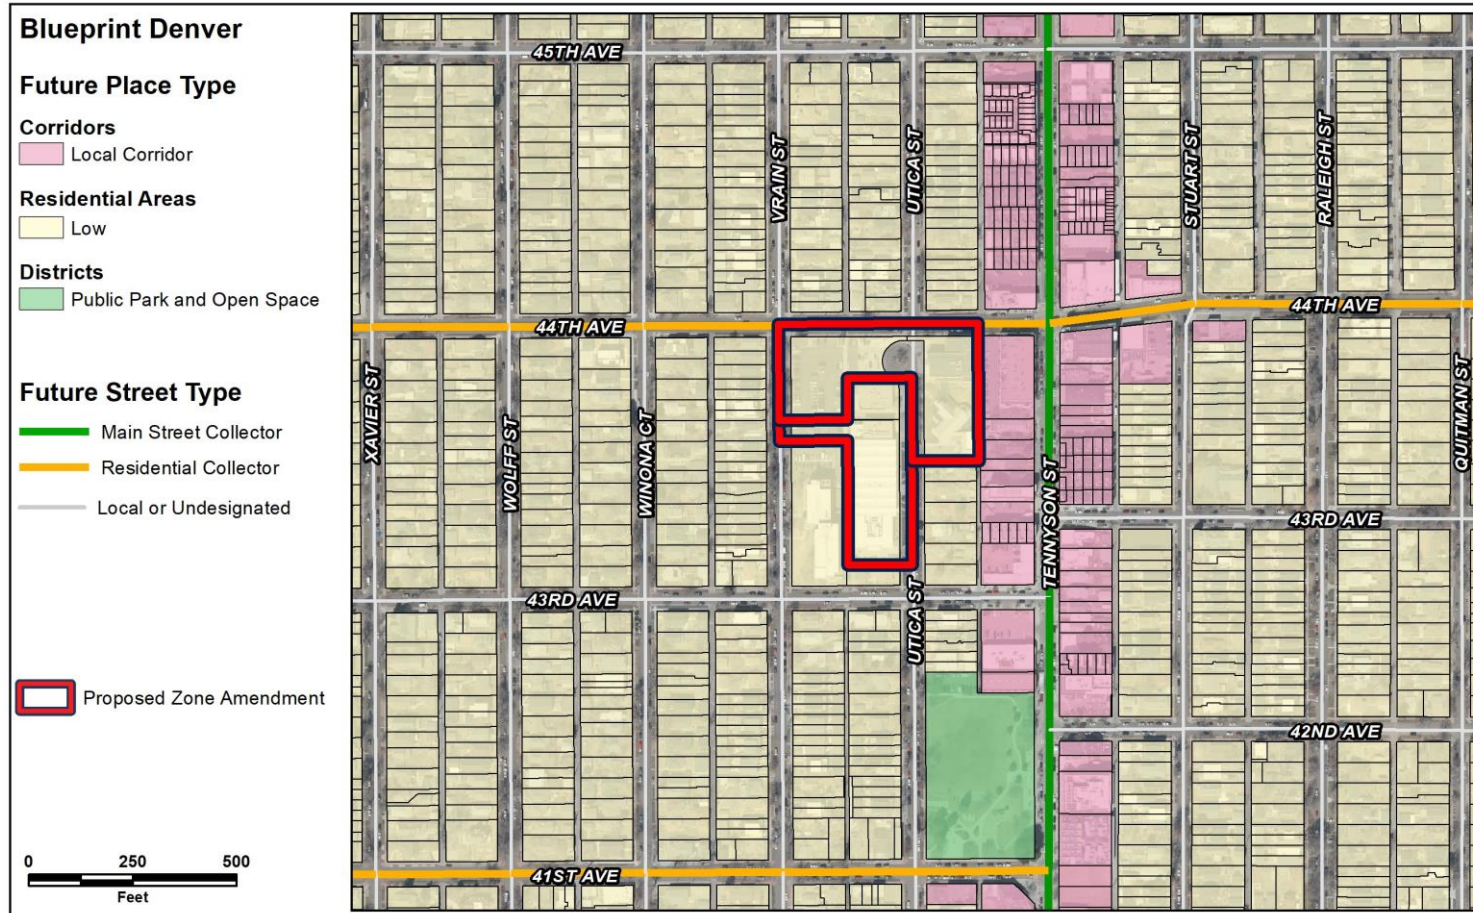 Blueprint Denver
Future Place Type
Corridors
Local Corridor
Residential Areas
Low
Districts
Public Park and Open Space
Future Street Type
Main Street Collector
Residential Collector
Local or Undesignated
Proposed Zone Amendment
0 250 500
Feet
45TH AVE
VRAIN ST
UTICA ST
STUART ST
RALEIGH ST
44TH AVE
44TH AVE
XAVIER ST
WOLFF ST
WINONA CT
TENNYSON ST
QUITMAN ST
43RD AVE
43RD AVE
UTICA ST
42ND AVE
41ST AVE